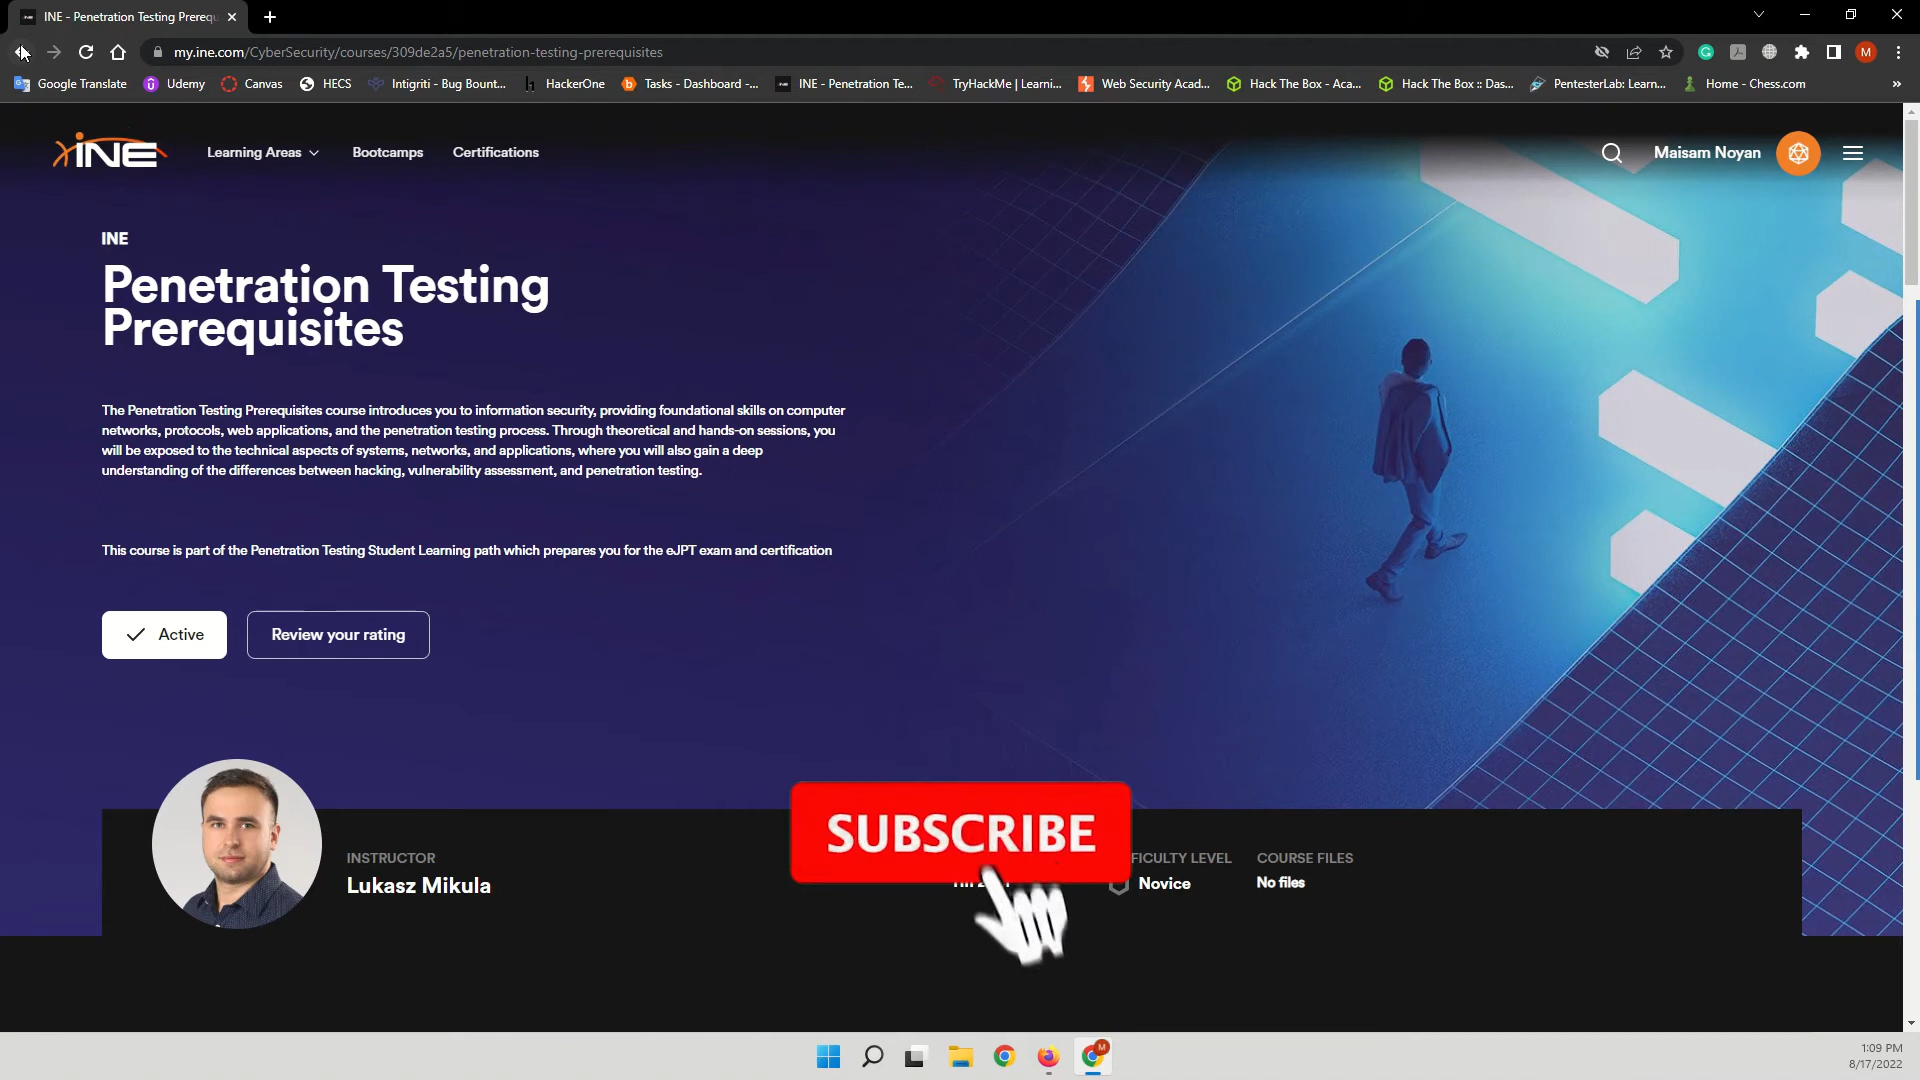 INE - Penetration Testing Prerequ
my.ine.com/CyberSecurity/courses/309de2a5/penetration-testing-prerequisites
M
Google Translate
Udemy
Canvas
HECS
Intigriti - Bug Bount...
HackerOne
Tasks - Dashboard -...
INE - Penetration Te...
TryHackMe | Learni...
Web Security Acad...
Hack The Box - Aca...
Hack The Box :: Das...
PentesterLab: Learn...
Home - Chess.com
INE
Learning Areas
Bootcamps
Certifications
Maisam Noyan
INE
Penetration Testing
Prerequisites
The Penetration Testing Prerequisites course introduces you to information security, providing foundational skills on computer
networks, protocols, web applications, and the penetration testing process. Through theoretical and hands-on sessions, you
will be exposed to the technical aspects of systems, networks, and applications, where you will also gain a deep
understanding of the differences between hacking, vulnerability assessment, and penetration testing.
This course is part of the Penetration Testing Student Learning path which prepares you for the eJPT exam and certification
Active
Review your rating
INSTRUCTOR
Lukasz Mikula
SUBSCRIBE
FICULTY LEVEL
Novice
COURSE FILES
No files
M
1:09 PM
8/17/2022